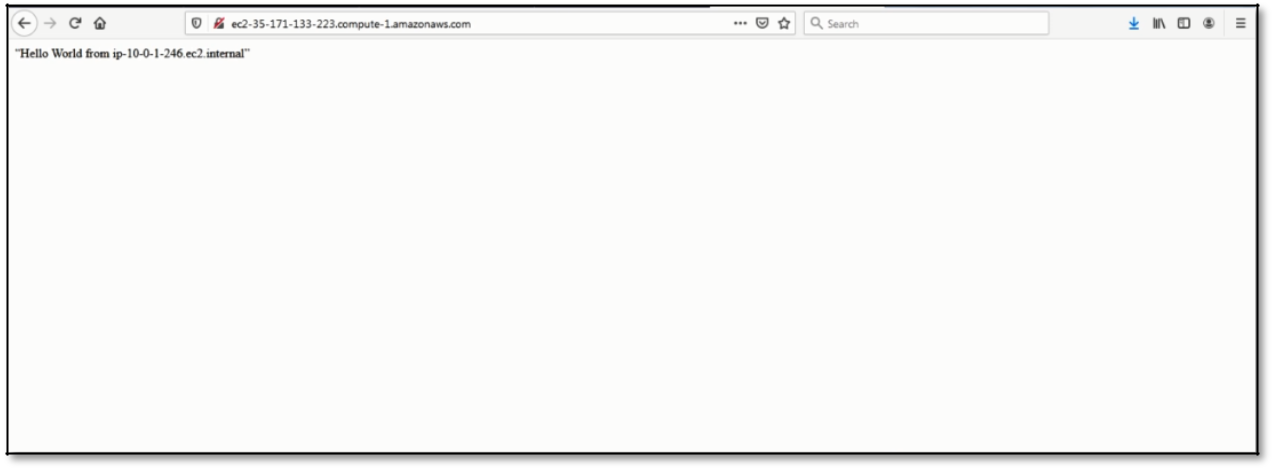 ec2-35-171-133-223.compute-1.amazonaws.com
Search
"Hello World from ip-10-0-1-246.ec2.internal"